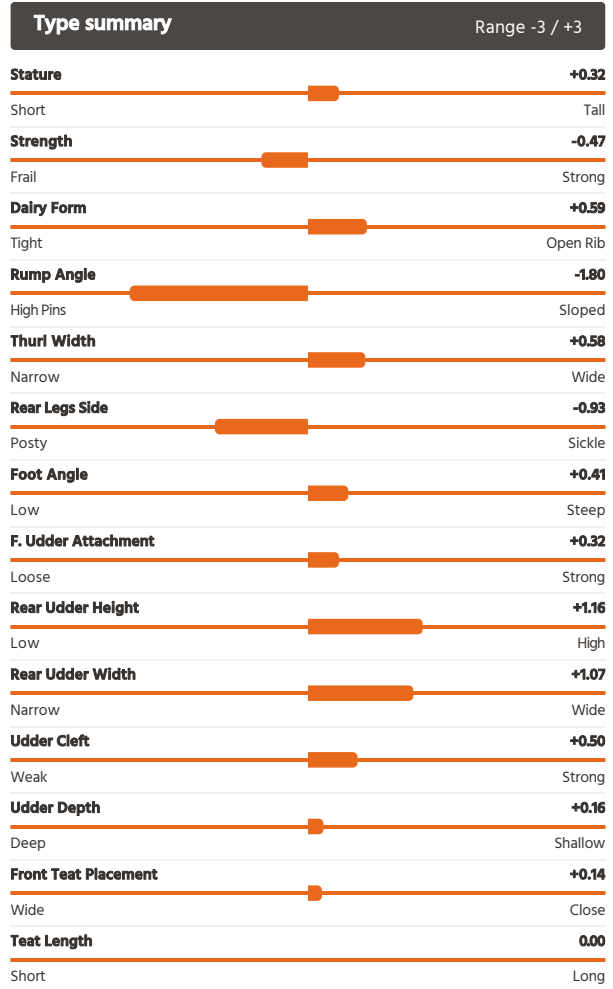 Type summary Range -3 / +3
Stature +0.32
Short Tall
Strength -0.47
Frail Strong
Dairy Form +0.59
Tight Open Rib
Rump Angle -1.80
High Pins Sloped
Thurl Width +0.58
Narrow Wide
Rear Legs Side -0.93
Posty Sickle
Foot Angle +0.41
Low Steep
F. Udder Attachment +0.32
Loose Strong
Rear Udder Height +1.16
Low High
Rear Udder Width +1.07
Narrow Wide
Udder Cleft +0.50
Weak Strong
Udder Depth +0.16
Deep Shallow
Front Teat Placement +0.14
Wide Close
Teat Length 0.00
Short Long